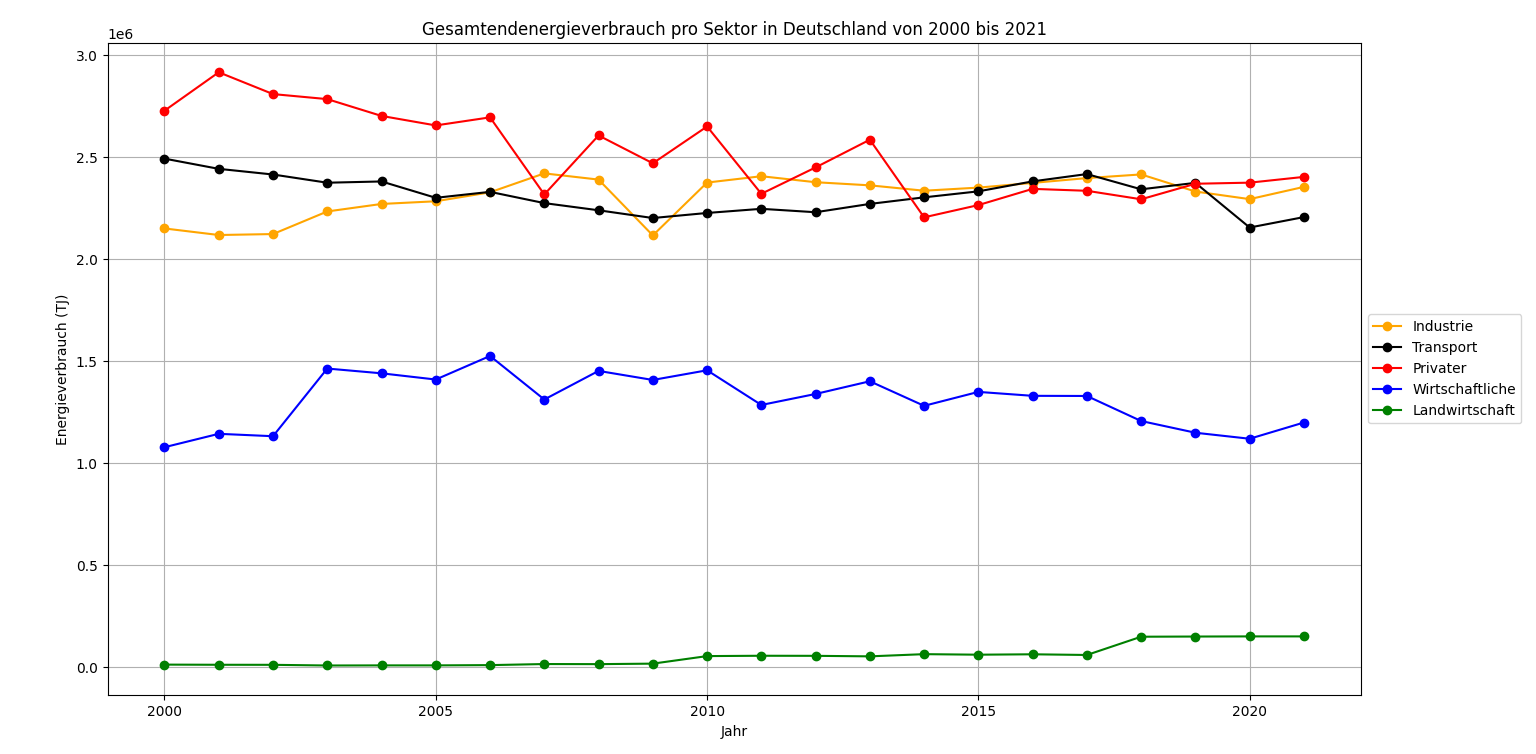 Gesamtendenergieverbrauch pro Sektor in Deutschland von 2000 bis 2021
1e6
3.0
2.5
2.0
1.5
1.0
0.5
0.0
Energieverbrauch (TJ)
2000 2005 2010 2015 2020
Jahr
Industrie
Transport
Privater
Wirtschaftliche
Landwirtschaft